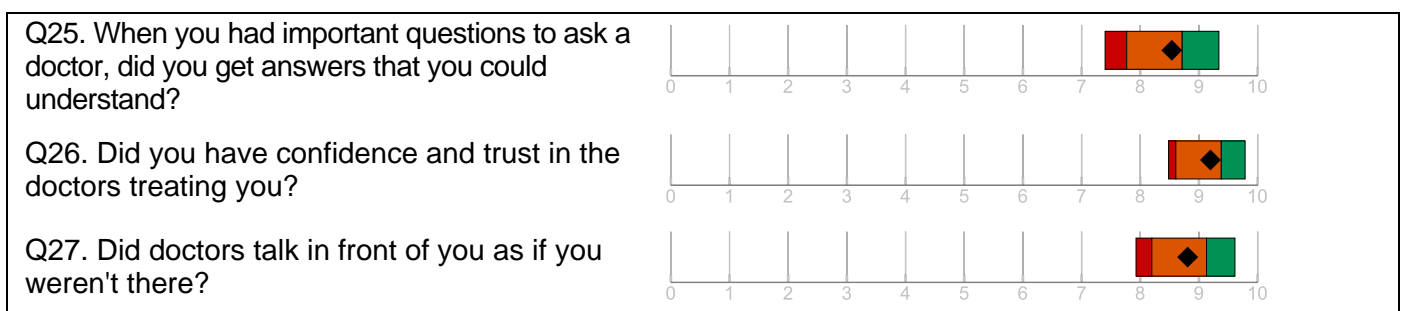 Q25. When you had important questions to ask a
doctor, did you get answers that you could
understand?
0 1 2 3 4 5 6 7 8 9 10
Q26. Did you have confidence and trust in the
doctors treating you?
0 1 2 3 4 5 6 7 8 9 10
Q27. Did doctors talk in front of you as if you
weren't there?
0 1 2 3 4 5 6 7 8 9 10